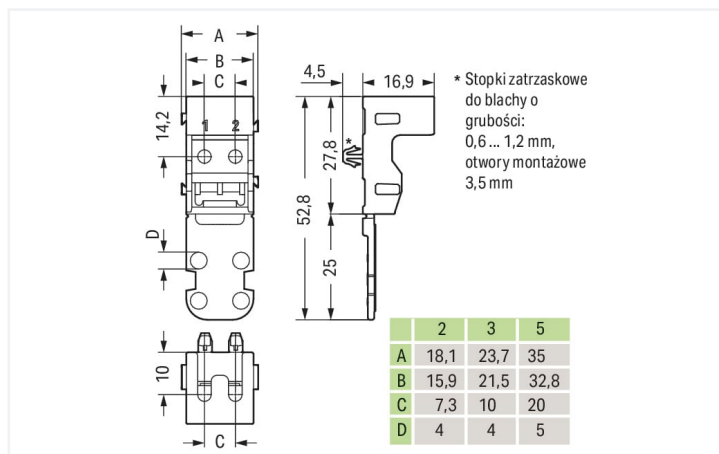 A
B
C
4,5
16,9
14,2
1 2
*
27,8
52,8
25
D
10
C
* Stopki zatrzaskowe
do blachy o
grubości:
0,6 ... 1,2 mm,
otwory montażowe
3,5 mm
2 3 5
A 18,1 23,7 35
B 15,9 21,5 32,8
C 7,3 10 20
D 4 4 5